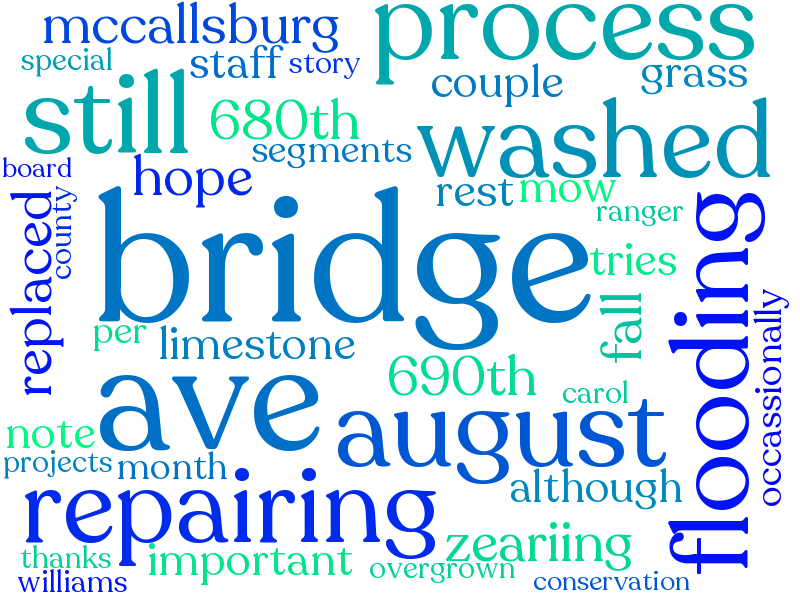 mccallsburg
process
special
staff
story
couple
grass
still
680th
segments
washed
board
hope
rest
mow
ranger
county
replaced
bridge
tries
flooding
per
limestone
fall
occassionally
690th
carol
ave
august
note
projects
month
although
repairing
zeariing
thanks
important
overgrown
williams
conservation